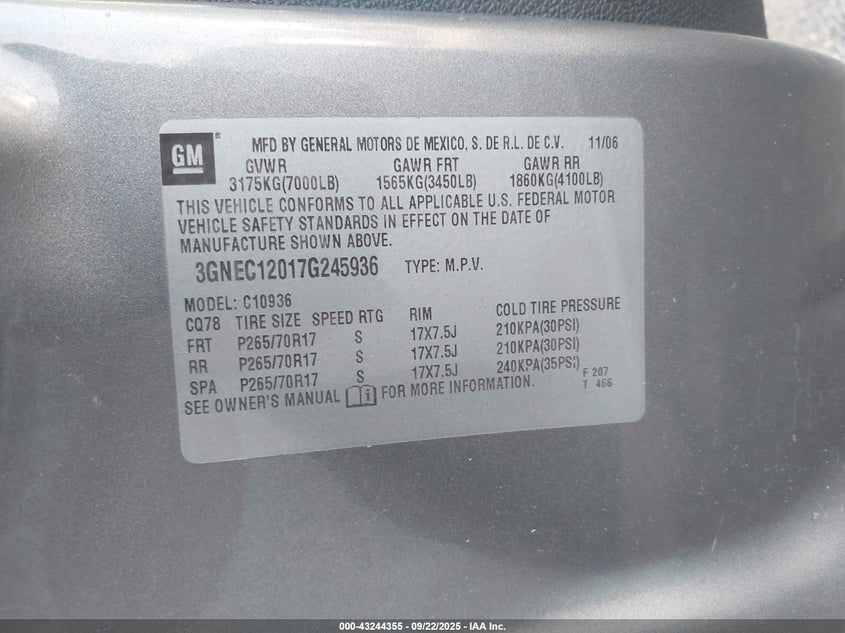 GM ®
MFD BY GENERAL MOTORS DE MEXICO, S. DE R.L. DE C.V. 11/06
GVWR GAWR FRT GAWR RR
3175KG(7000LB) 1565KG(3450LB) 1860KG(4100LB)
THIS VEHICLE CONFORMS TO ALL APPLICABLE U.S. FEDERAL MOTOR
VEHICLE SAFETY STANDARDS IN EFFECT ON THE DATE OF
MANUFACTURE SHOWN ABOVE.
3GNEC12017G245936 TYPE: M.P.V.
MODEL: C10936
CQ78 TIRE SIZE SPEED RTG RIM COLD TIRE PRESSURE
FRT P265/70R17 S 17X7.5J 210KPA(30PSI)
RR P265/70R17 S 17X7.5J 210KPA(30PSI)
SPA P265/70R17 S 17X7.5J 240KPA(35PSI)
SEE OWNER'S MANUAL i FOR MORE INFORMATION.
F 207
T 466
000-43244355 - 09/22/2025 - IAA Inc.